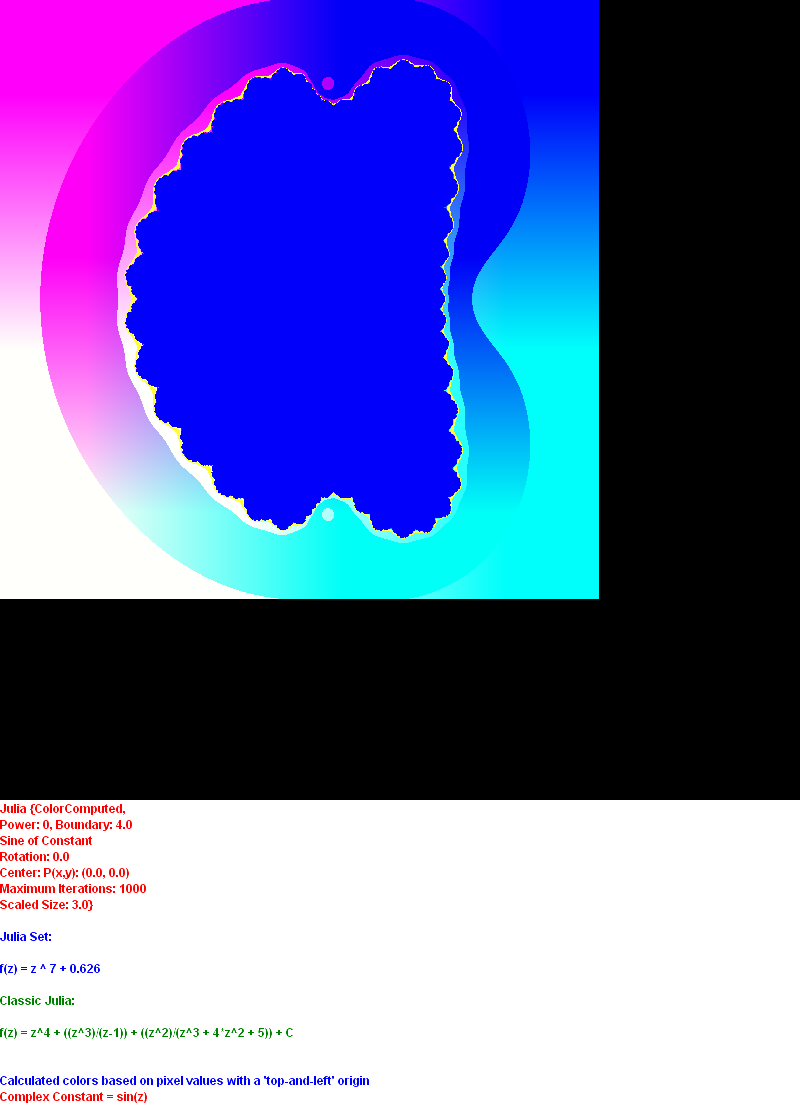 Julia {ColorComputed,
Power: 0, Boundary: 4.0
Sine of Constant
Rotation: 0.0
Center: P(x,y): (0.0, 0.0)
Maximum Iterations: 1000
Scaled Size: 3.0}
Julia Set:
f(z) = z ^ 7 + 0.626
Classic Julia:
f(z) = z^4 + ((z^3)/(z-1)) + ((z^2)/(z^3 + 4*z^2 + 5)) + C
Calculated colors based on pixel values with a 'top-and-left' origin
Complex Constant = sin(z)